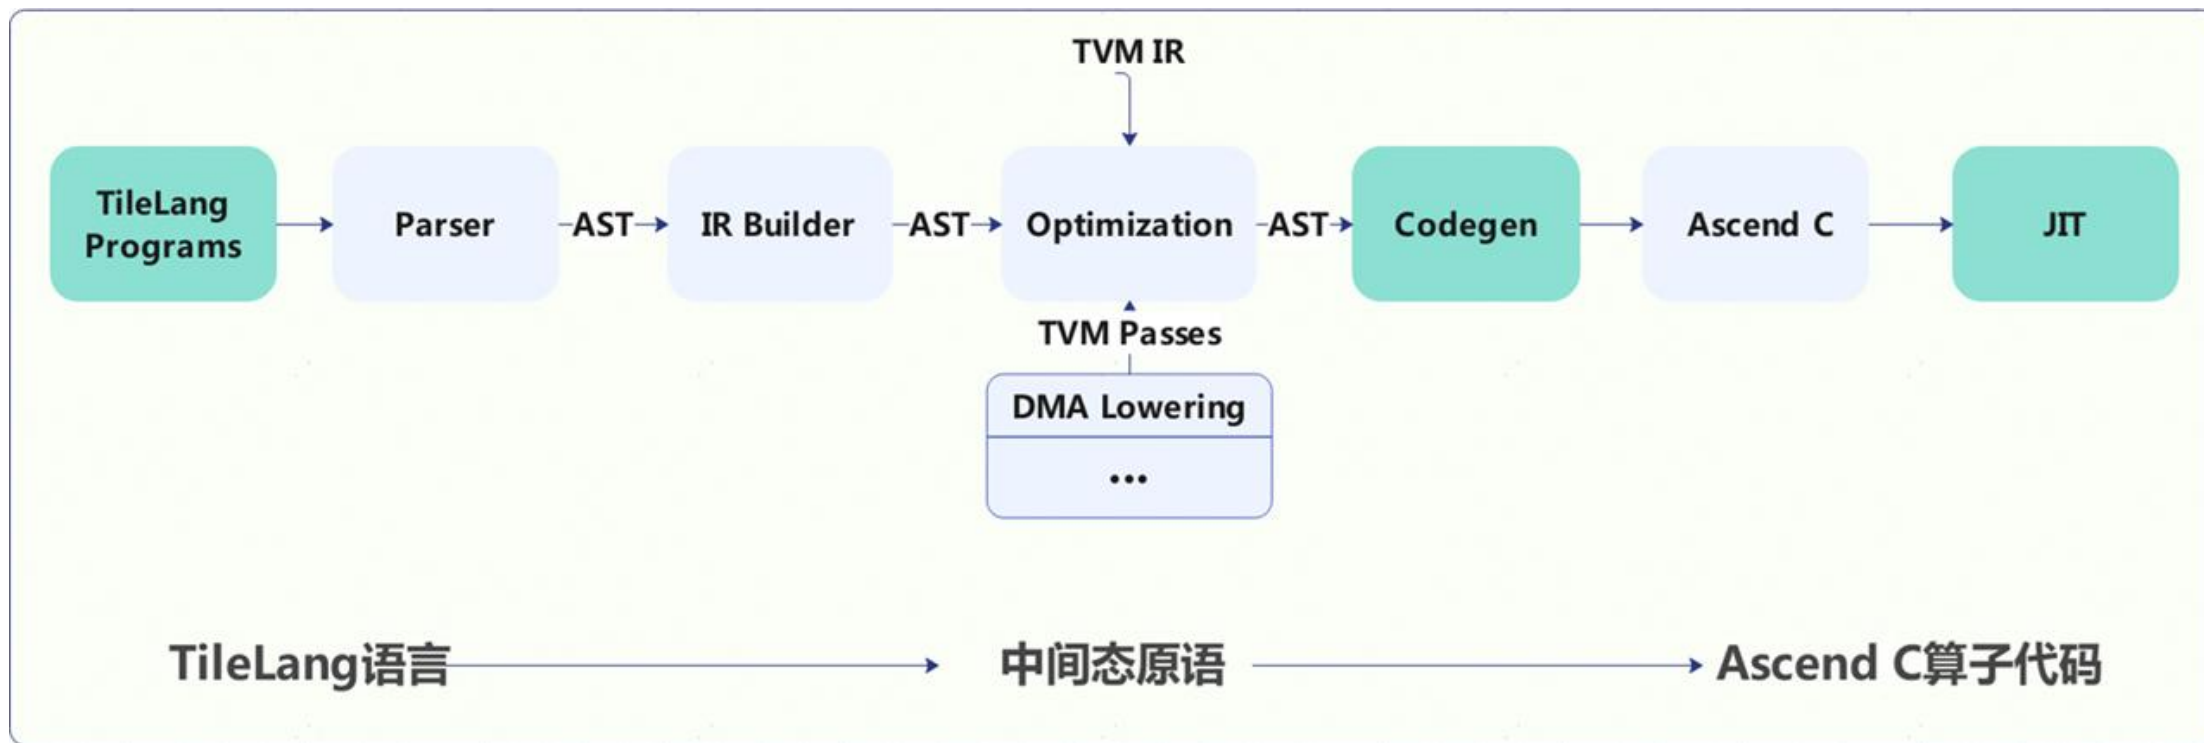 TVM IR
TileLang
Programs
Parser
AST
IR Builder
AST
Optimization
AST
Codegen
Ascend C
JIT
TVM Passes
DMA Lowering
•••
TileLang语言
中间态原语
Ascend C算子代码